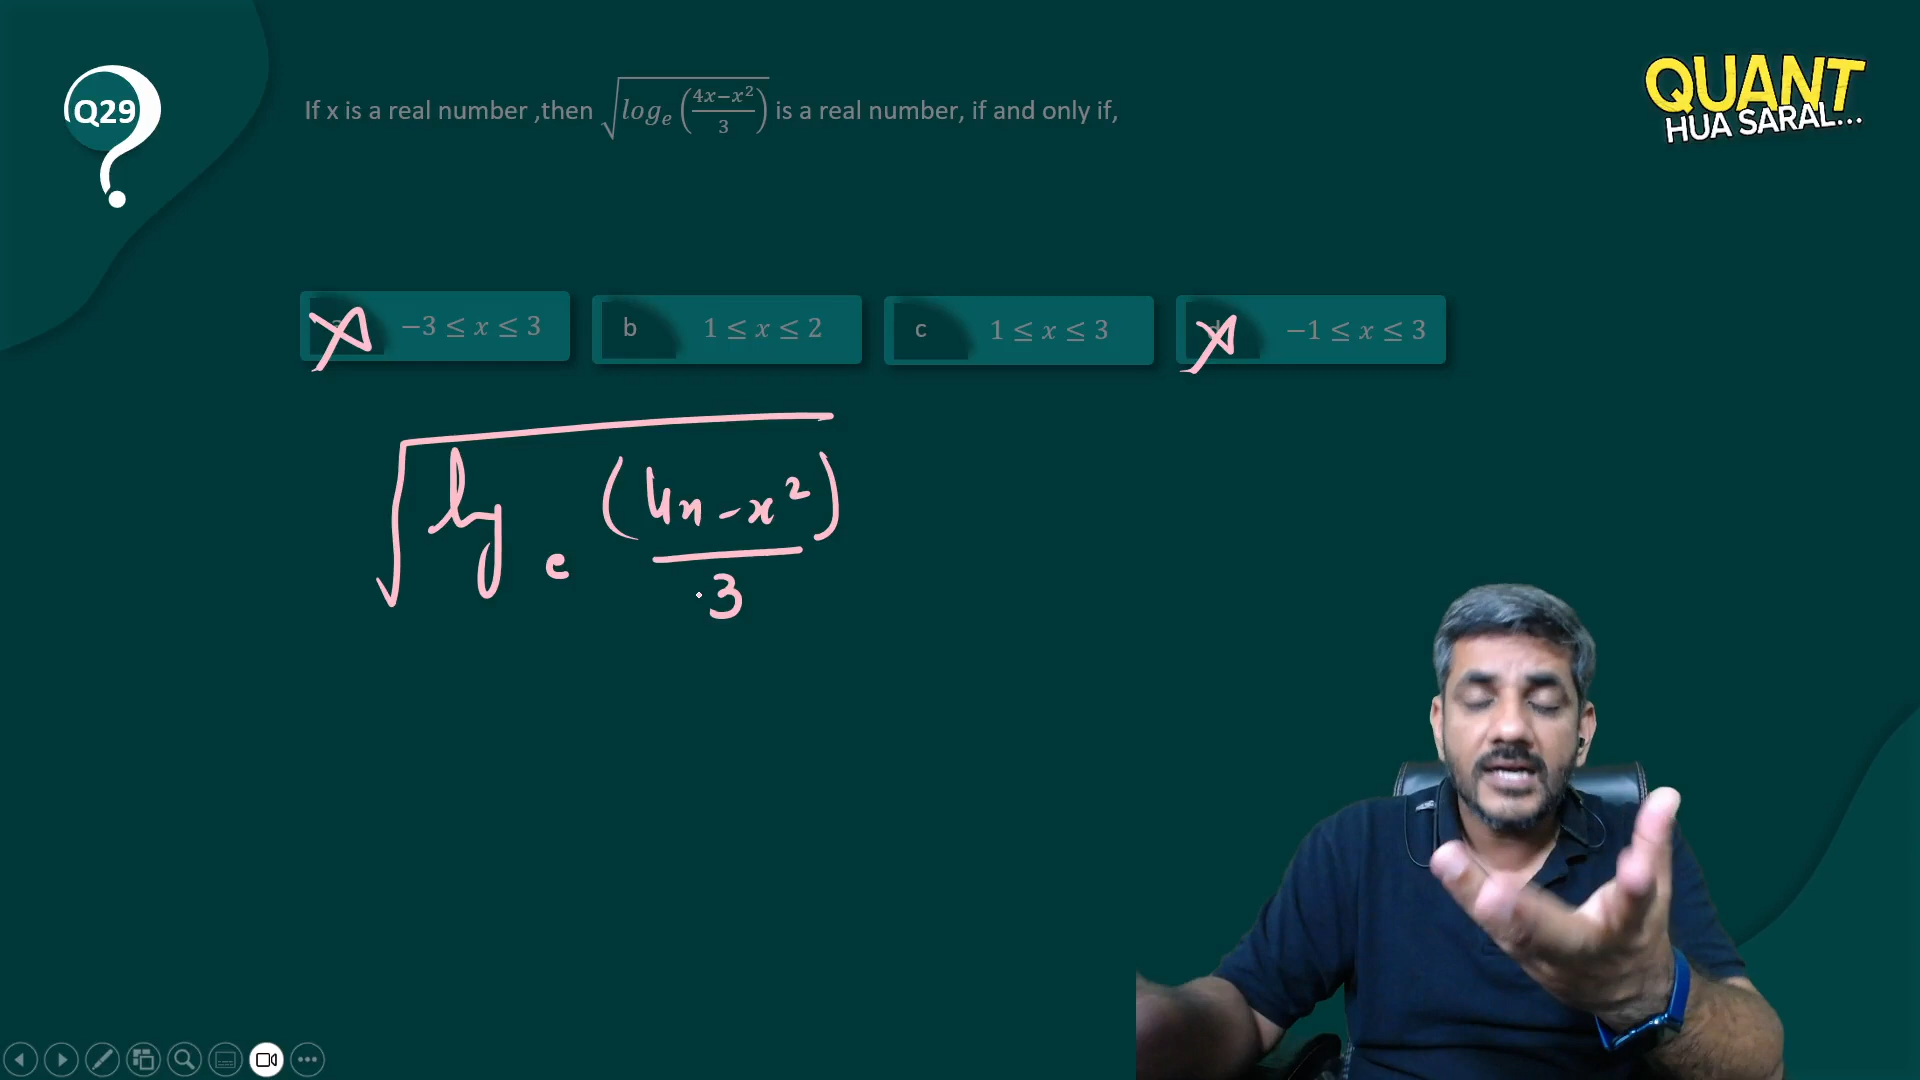 Q29
If x is a real number ,then √(log_e((4x−x²)/3)) is a real number, if and only if,
QUANT
HUA SARAL...
−3 ≤ x ≤ 3
b 1 ≤ x ≤ 2
c 1 ≤ x ≤ 3
d −1 ≤ x ≤ 3
√(log_e((4x−x²)/3))